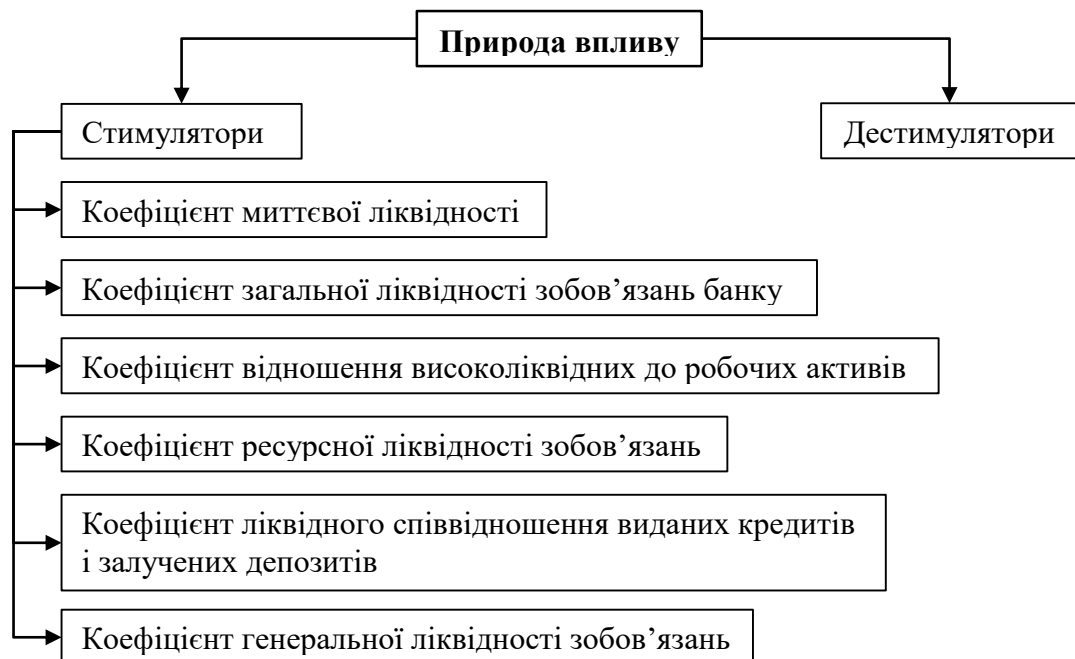 Природа впливу
Стимулятори
Дестимулятори
Коефіцієнт миттєвої ліквідності
Коефіцієнт загальної ліквідності зобов’язань банку
Коефіцієнт відношення високоліквідних до робочих активів
Коефіцієнт ресурсної ліквідності зобов’язань
Коефіцієнт ліквідного співвідношення виданих кредитів
і залучених депозитів
Коефіцієнт генеральної ліквідності зобов’язань